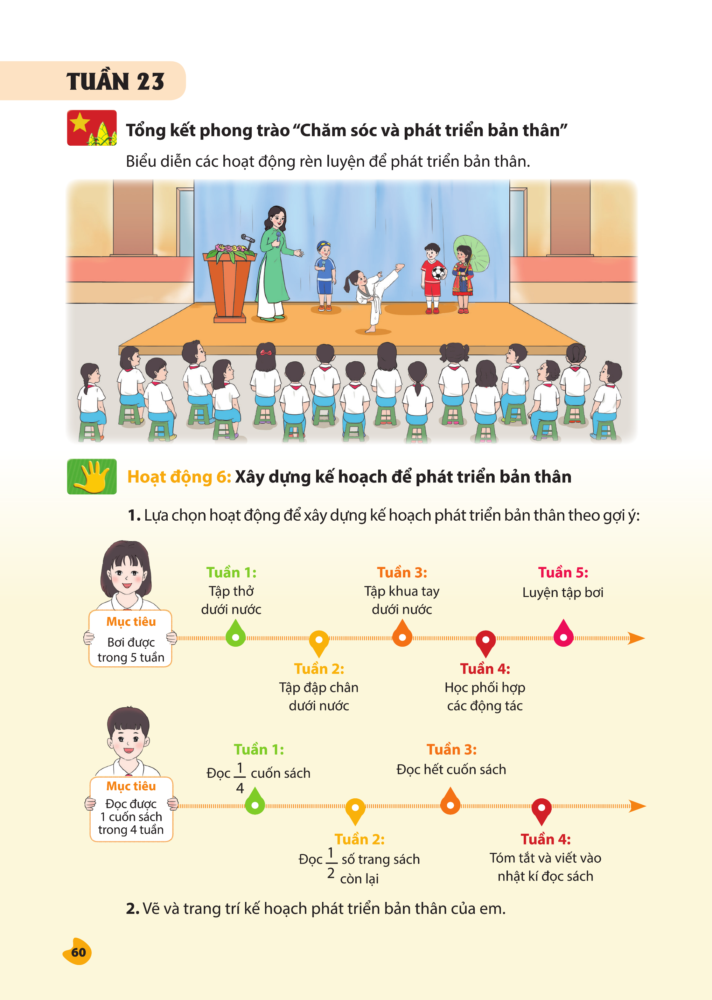 TUẦN 23
Tổng kết phong trào “Chăm sóc và phát triển bản thân”
Biểu diễn các hoạt động rèn luyện để phát triển bản thân.
Hoạt động 6: Xây dựng kế hoạch để phát triển bản thân
1. Lựa chọn hoạt động để xây dựng kế hoạch phát triển bản thân theo gợi ý:
Mục tiêu
Bơi được
trong 5 tuần
Tuần 1:
Tập thở
dưới nước
Tuần 2:
Tập đập chân
dưới nước
Tuần 3:
Tập khua tay
dưới nước
Tuần 4:
Học phối hợp
các động tác
Tuần 5:
Luyện tập bơi
Mục tiêu
Đọc được
1 cuốn sách
trong 4 tuần
Tuần 1:
Đọc 1/4 cuốn sách
Tuần 2:
Đọc 1/2 số trang sách
còn lại
Tuần 3:
Đọc hết cuốn sách
Tuần 4:
Tóm tắt và viết vào
nhật kí đọc sách
2. Vẽ và trang trí kế hoạch phát triển bản thân của em.
60